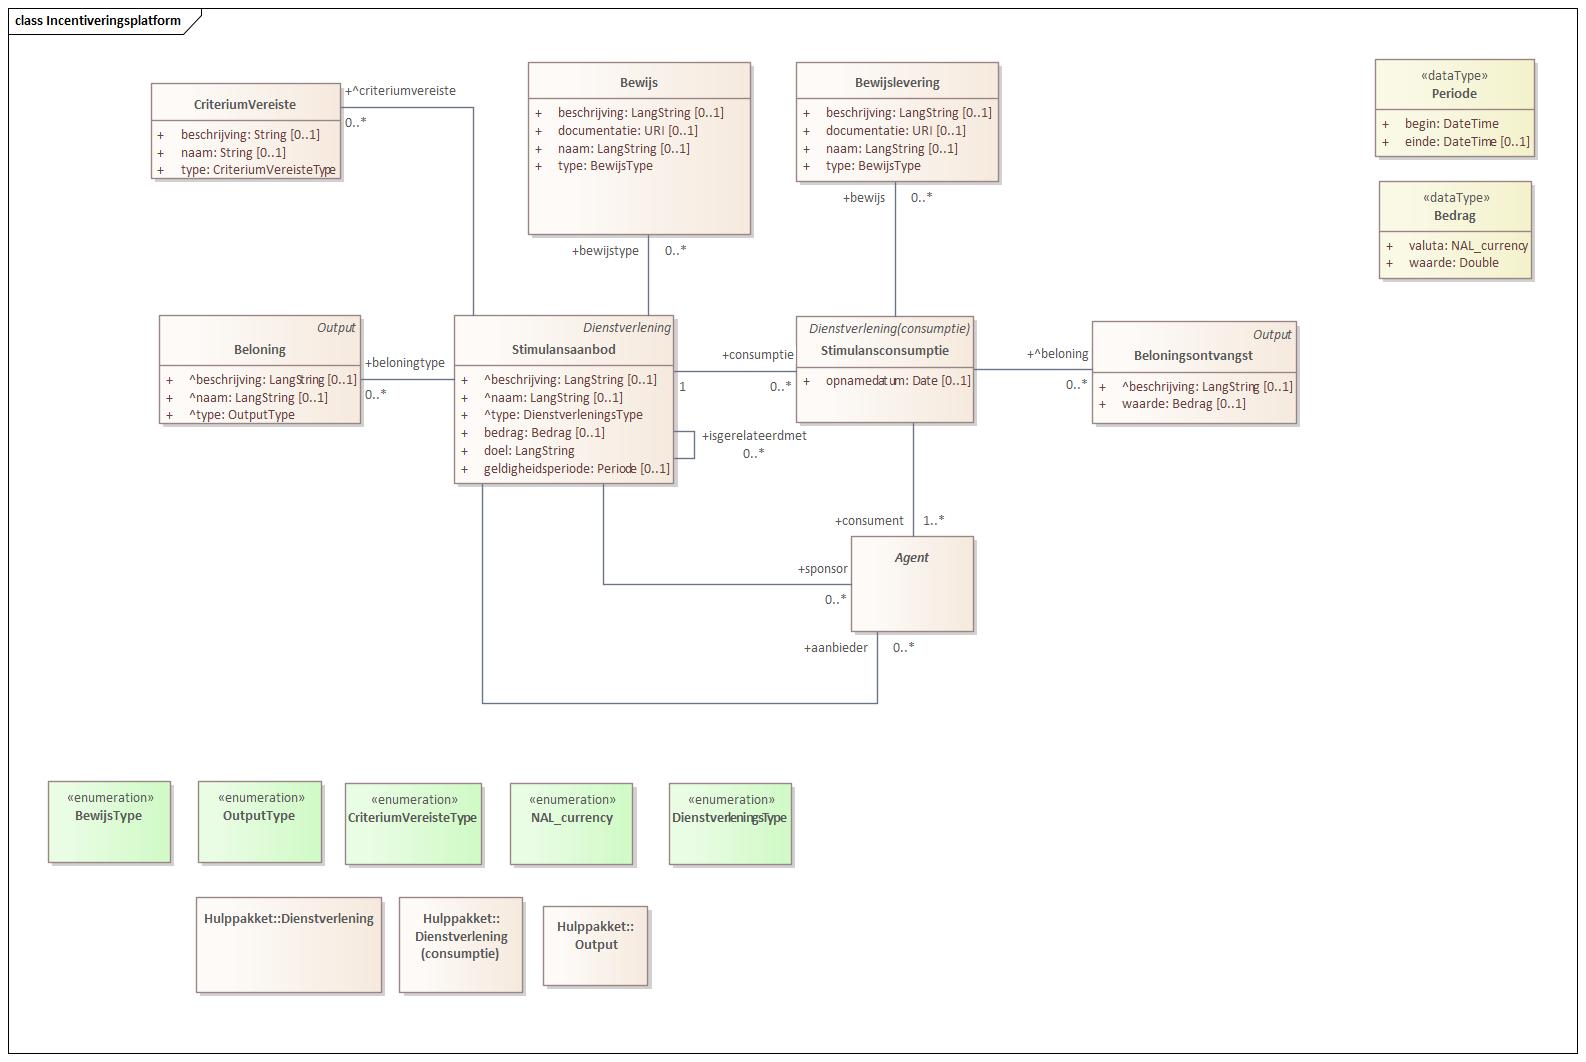 class Incentiveringsplatform
CriteriumVereiste
+ beschrijving: String [0..1]
+ naam: String [0..1]
+ type: CriteriumVereisteType
+^criteriumvereiste
0..*
Bewijs
+ beschrijving: LangString [0..1]
+ documentatie: URI [0..1]
+ naam: LangString [0..1]
+ type: BewijsType
+bewijstype
0..*
Bewijslevering
+ beschrijving: LangString [0..1]
+ documentatie: URI [0..1]
+ naam: LangString [0..1]
+ type: BewijsType
+bewijs
0..*
«dataType»
Periode
+ begin: DateTime
+ einde: DateTime [0..1]
«dataType»
Bedrag
+ valuta: NAL_currency
+ waarde: Double
Output
Beloning
+ ^beschrijving: LangString [0..1]
+ ^naam: LangString [0..1]
+ ^type: OutputType
+beloningtype
0..*
Dienstverlening
Stimulansaanbod
+ ^beschrijving: LangString [0..1]
+ ^naam: LangString [0..1]
+ ^type: DienstverleningsType
+ bedrag: Bedrag [0..1]
+ doel: LangString
+ geldigheidsperiode: Periode [0..1]
+consumptie
1
0..*
+isgerelateerdmet
0..*
Dienstverlening(consumptie)
Stimulansconsumptie
+ opnamedatum: Date [0..1]
+^beloning
0..*
Output
Beloningsontvangst
+ ^beschrijving: LangString [0..1]
+ waarde: Bedrag [0..1]
+consument
1..*
Agent
+sponsor
0..*
+aanbieder
0..*
«enumeration»
BewijsType
«enumeration»
OutputType
«enumeration»
CriteriumVereisteType
«enumeration»
NAL_currency
«enumeration»
DienstverleningsType
Hulppakket::Dienstverlening
Hulppakket::
Dienstverlening
(consumptie)
Hulppakket::
Output